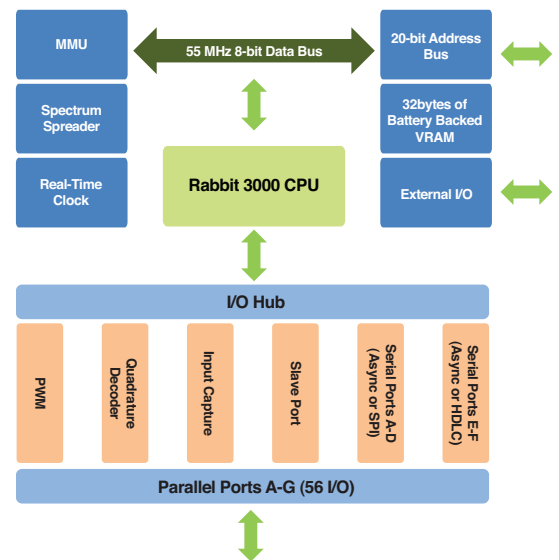 MMU
55 MHz 8-bit Data Bus
20-bit Address
Bus
Spectrum
Spreader
32bytes of
Battery Backed
VRAM
Real-Time
Clock
Rabbit 3000 CPU
External I/O
I/O Hub
PWM
Quadrature
Decoder
Input Capture
Slave Port
Serial Ports A-D
(Async or SPI)
Serial Ports E-F
(Async or HDLC)
Parallel Ports A-G (56 I/O)